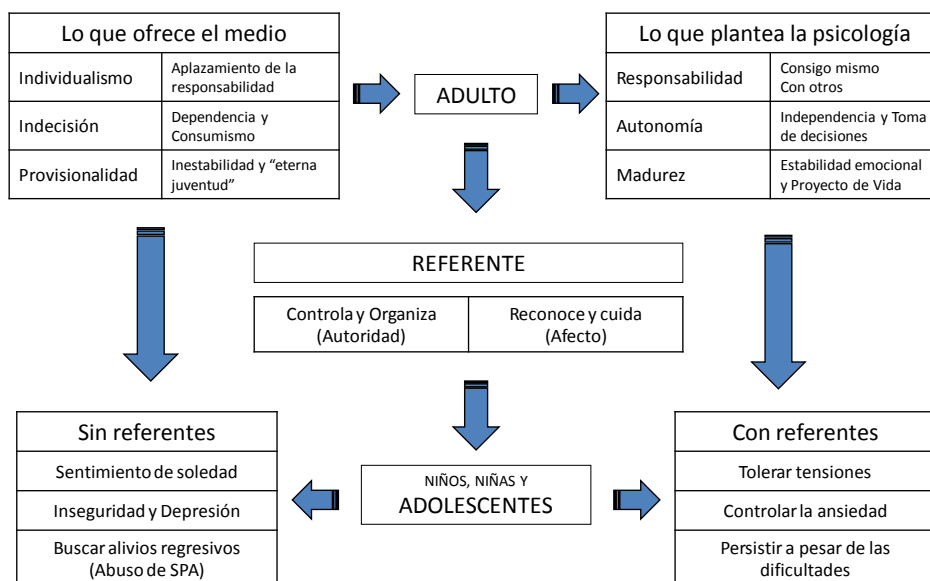 Lo que ofrece el medio
Individualismo
Aplazamiento de la
responsabilidad
Indecisión
Dependencia y
Consumismo
Provisionalidad
Inestabilidad y “eterna
juventud”
ADULTO
Lo que plantea la psicología
Responsabilidad
Consigo mismo
Con otros
Autonomía
Independencia y Toma
de decisiones
Madurez
Estabilidad emocional
y Proyecto de Vida
REFERENTE
Controla y Organiza
(Autoridad)
Reconoce y cuida
(Afecto)
Sin referentes
Sentimiento de soledad
Inseguridad y Depresión
Buscar alivios regresivos
(Abuso de SPA)
NIÑOS, NIÑAS Y
ADOLESCENTES
Con referentes
Tolerar tensiones
Controlar la ansiedad
Persistir a pesar de las
dificultades